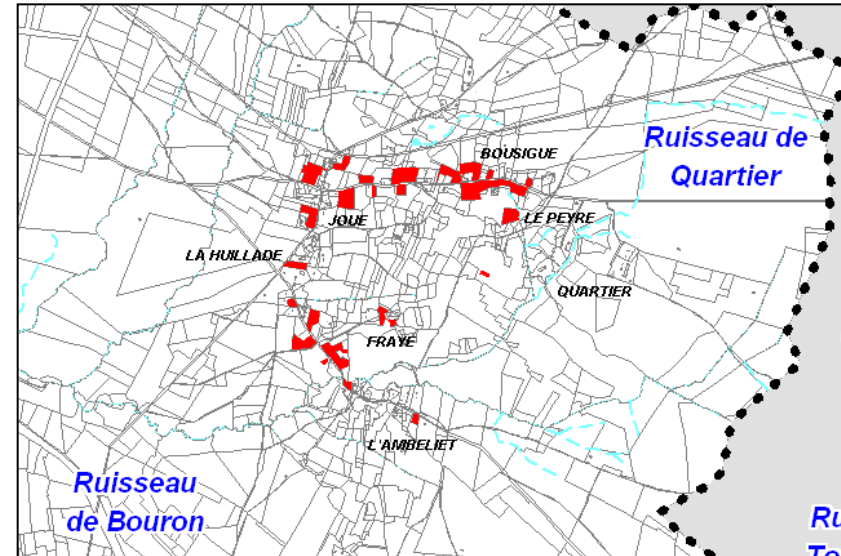 Ruisseau de
Quartier
BOUSIGUE
JOUE
LE PEYRE
LA HUILLADE
QUARTIER
FRAYE
L'AMBELIET
Ruisseau
de Bouron